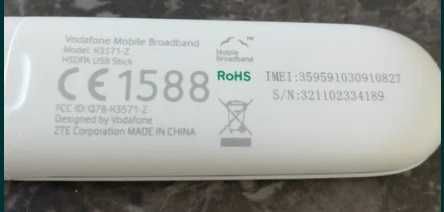 Vodafone Mobile Broadband
Model: K3571-Z
HSDPA USB Stick
CE1588
FCC ID: Q78-K3571-Z
Designed by Vodafone
ZTE Corporation MADE IN CHINA
Mobile
Broadband
TM
RoHS
IMEI:359591030910827
S/N:321102334189